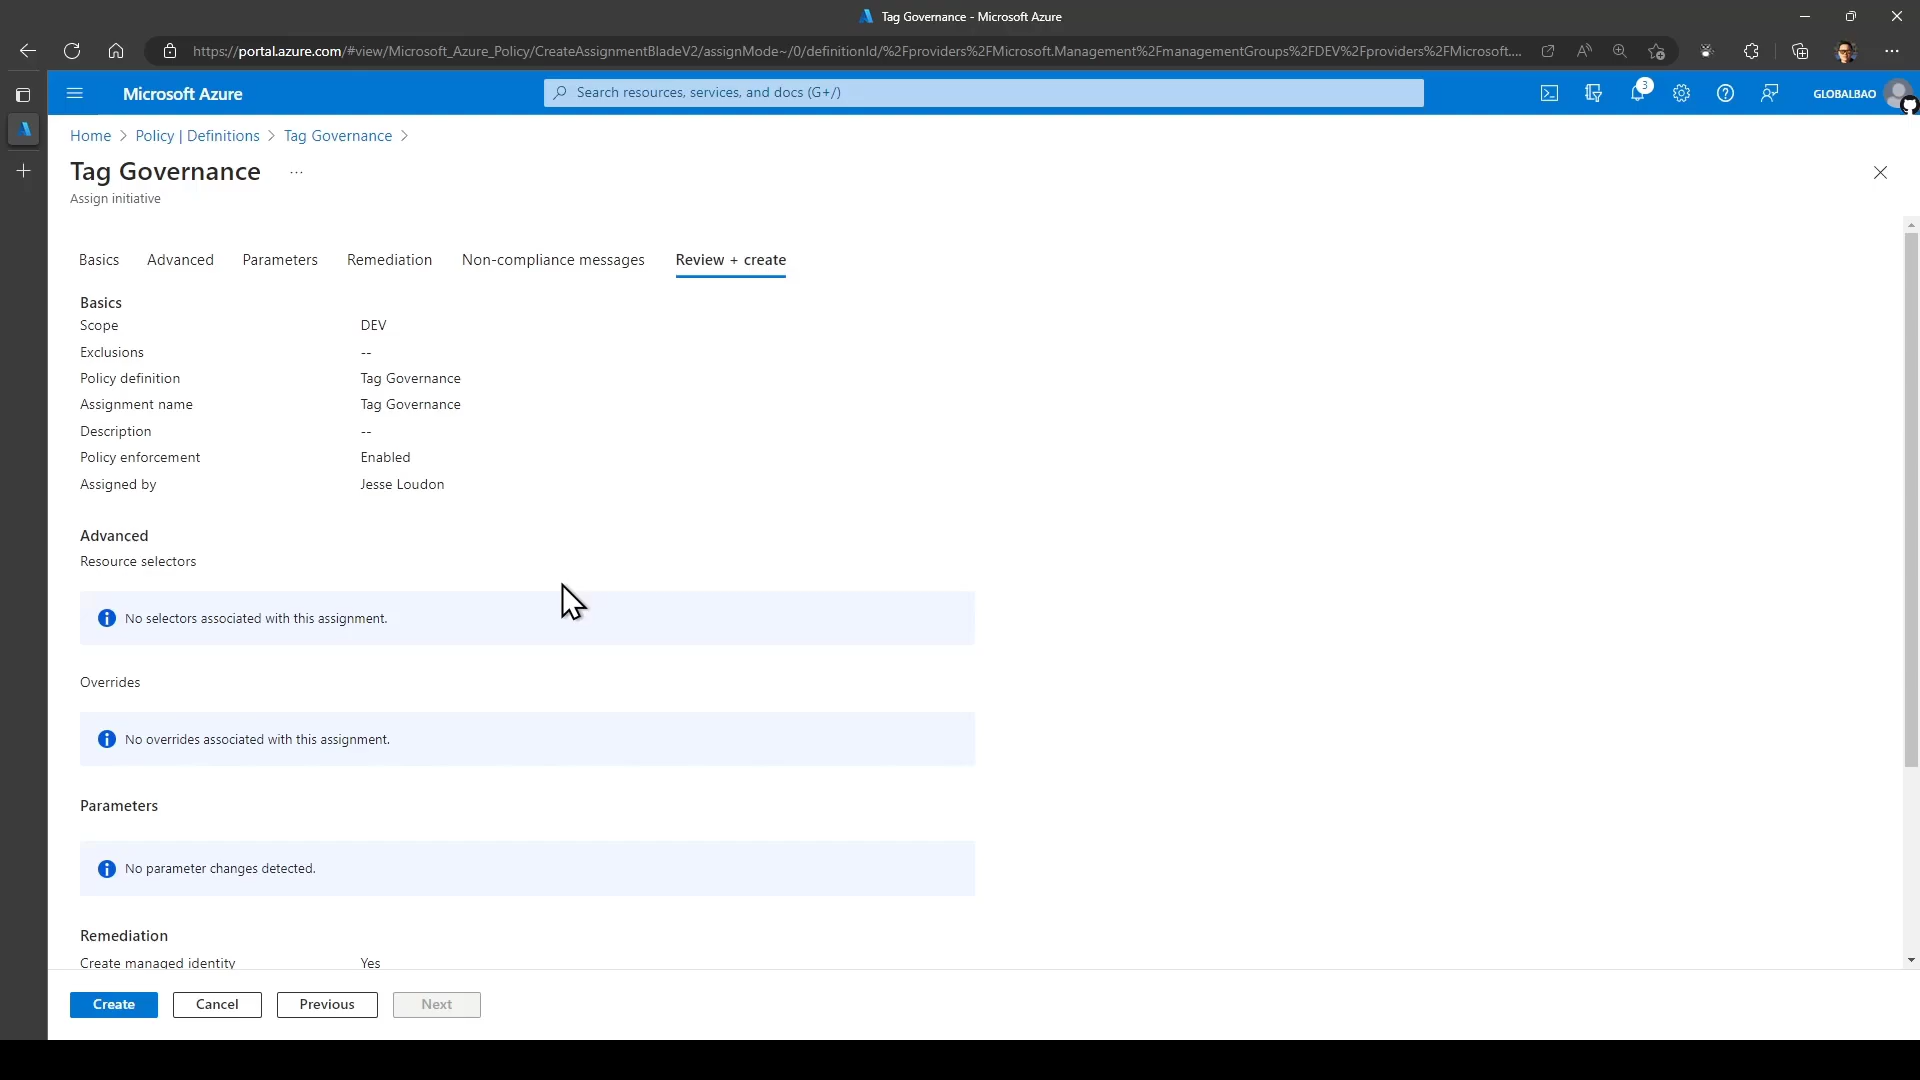 Tag Governance - Microsoft Azure
https://portal.azure.com/#view/Microsoft_Azure_Policy/CreateAssignmentBladeV2/assignMode~/0/definitionId/%2Fproviders%2FMicrosoft.Management%2FmanagementGroups%2FDEV%2Fproviders%2FMicrosoft....
Microsoft Azure
Search resources, services, and docs (G+/)
3
GLOBALBAO
Home > Policy | Definitions > Tag Governance >
Tag Governance ...
Assign initiative
Basics Advanced Parameters Remediation Non-compliance messages Review + create
Basics
Scope DEV
Exclusions --
Policy definition Tag Governance
Assignment name Tag Governance
Description --
Policy enforcement Enabled
Assigned by Jesse Loudon
Advanced
Resource selectors
No selectors associated with this assignment.
Overrides
No overrides associated with this assignment.
Parameters
No parameter changes detected.
Remediation
Create managed identity Yes
Create Cancel Previous Next